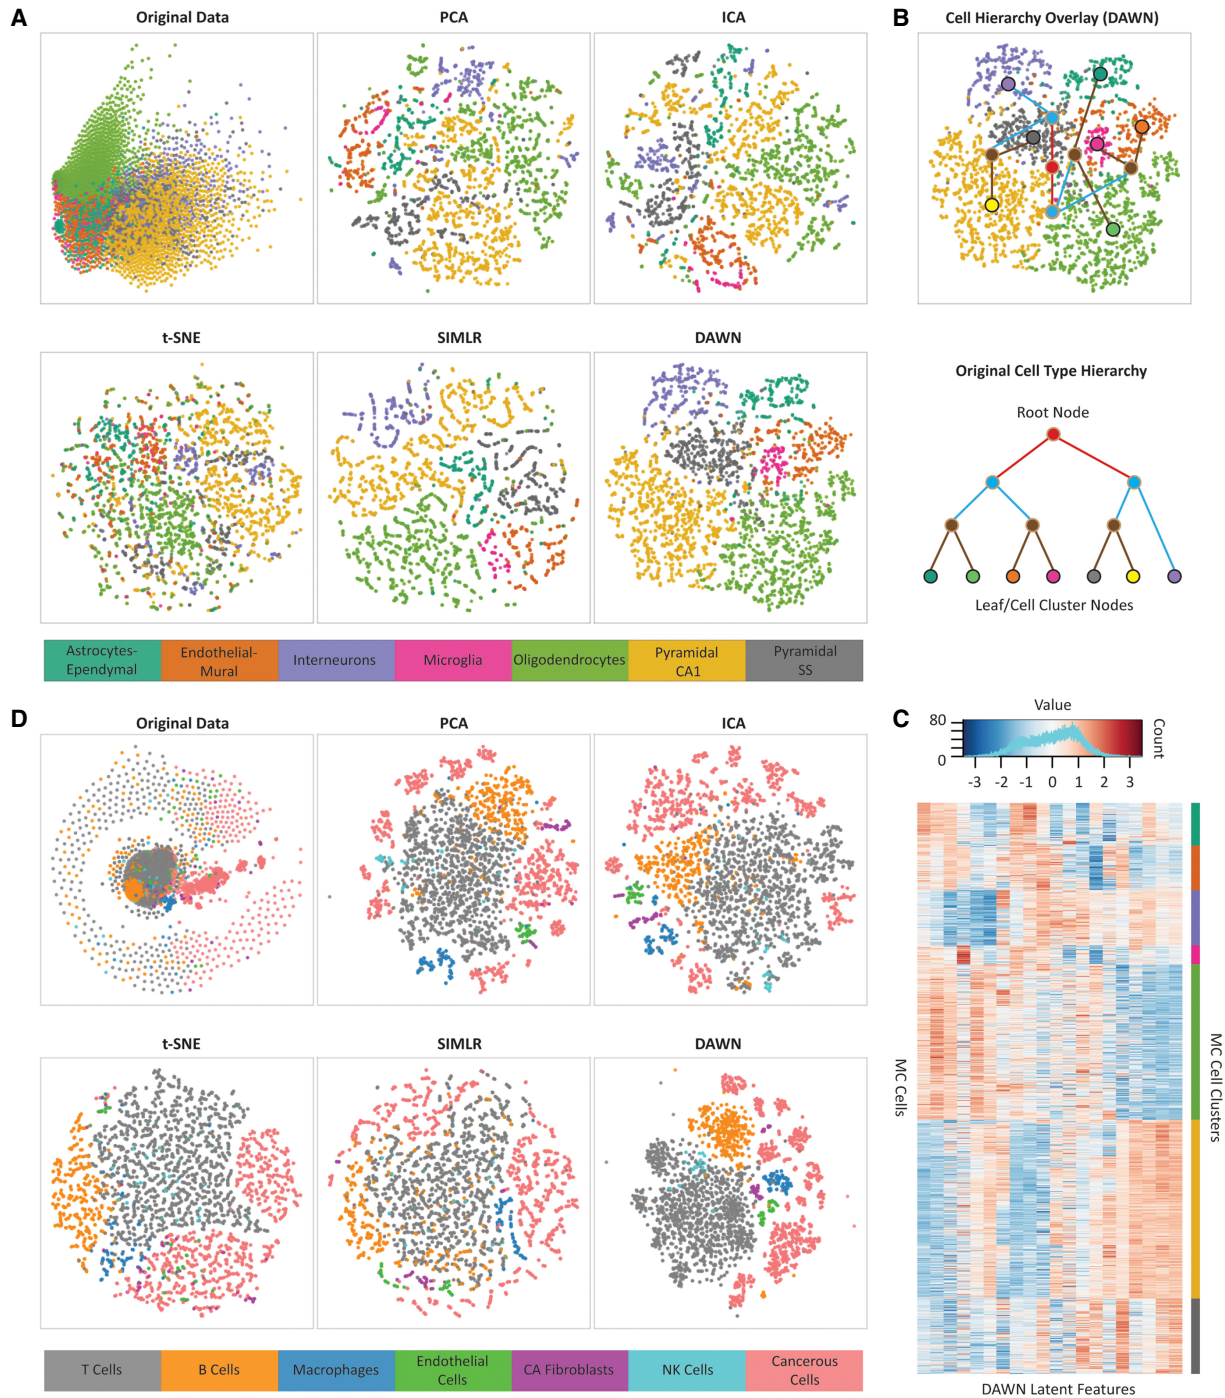 A
Original Data
PCA
ICA
B
Cell Hierarchy Overlay (DAWN)
t-SNE
SIMLR
DAWN
Original Cell Type Hierarchy
Root Node
Leaf/Cell Cluster Nodes
Astrocytes-
Ependymal
Endothelial-
Mural
Interneurons
Microglia
Oligodendrocytes
Pyramidal
CA1
Pyramidal
SS
D
Original Data
PCA
ICA
C
Value
80
0
Count
-3 -2 -1 0 1 2 3
MC Cells
MC Cell Clusters
DAWN Latent Features
t-SNE
SIMLR
DAWN
T Cells
B Cells
Macrophages
Endothelial
Cells
CA Fibroblasts
NK Cells
Cancerous
Cells